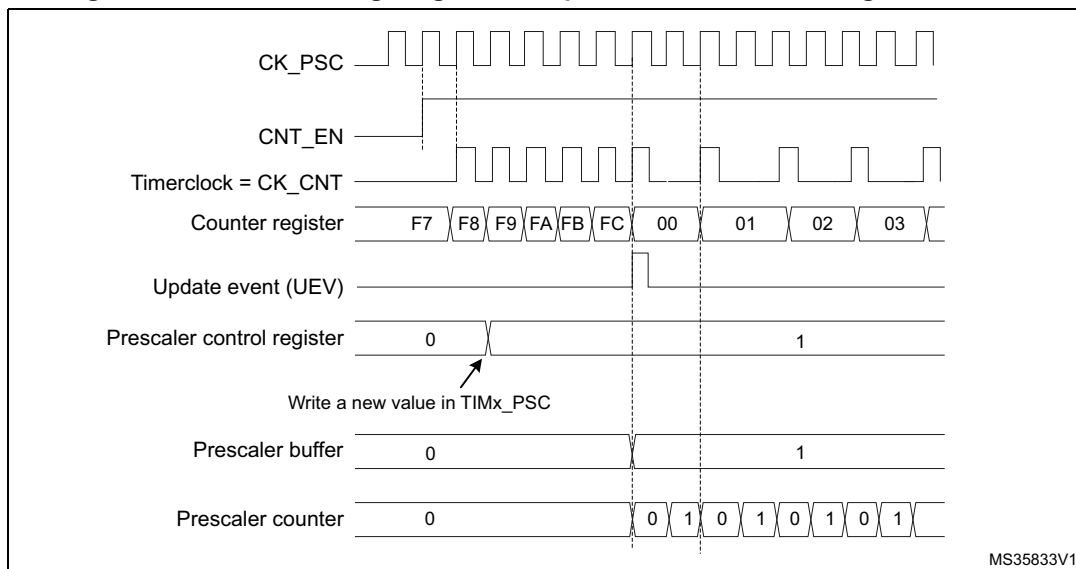 CK_PSC
CNT_EN
Timerclock = CK_CNT
Counter register F7 F8 F9 FA FB FC 00 01 02 03
Update event (UEV)
Prescaler control register 0 1
Write a new value in TIMx_PSC
Prescaler buffer 0 1
Prescaler counter 0 0 1 0 1 0 1 0 1
MS35833V1